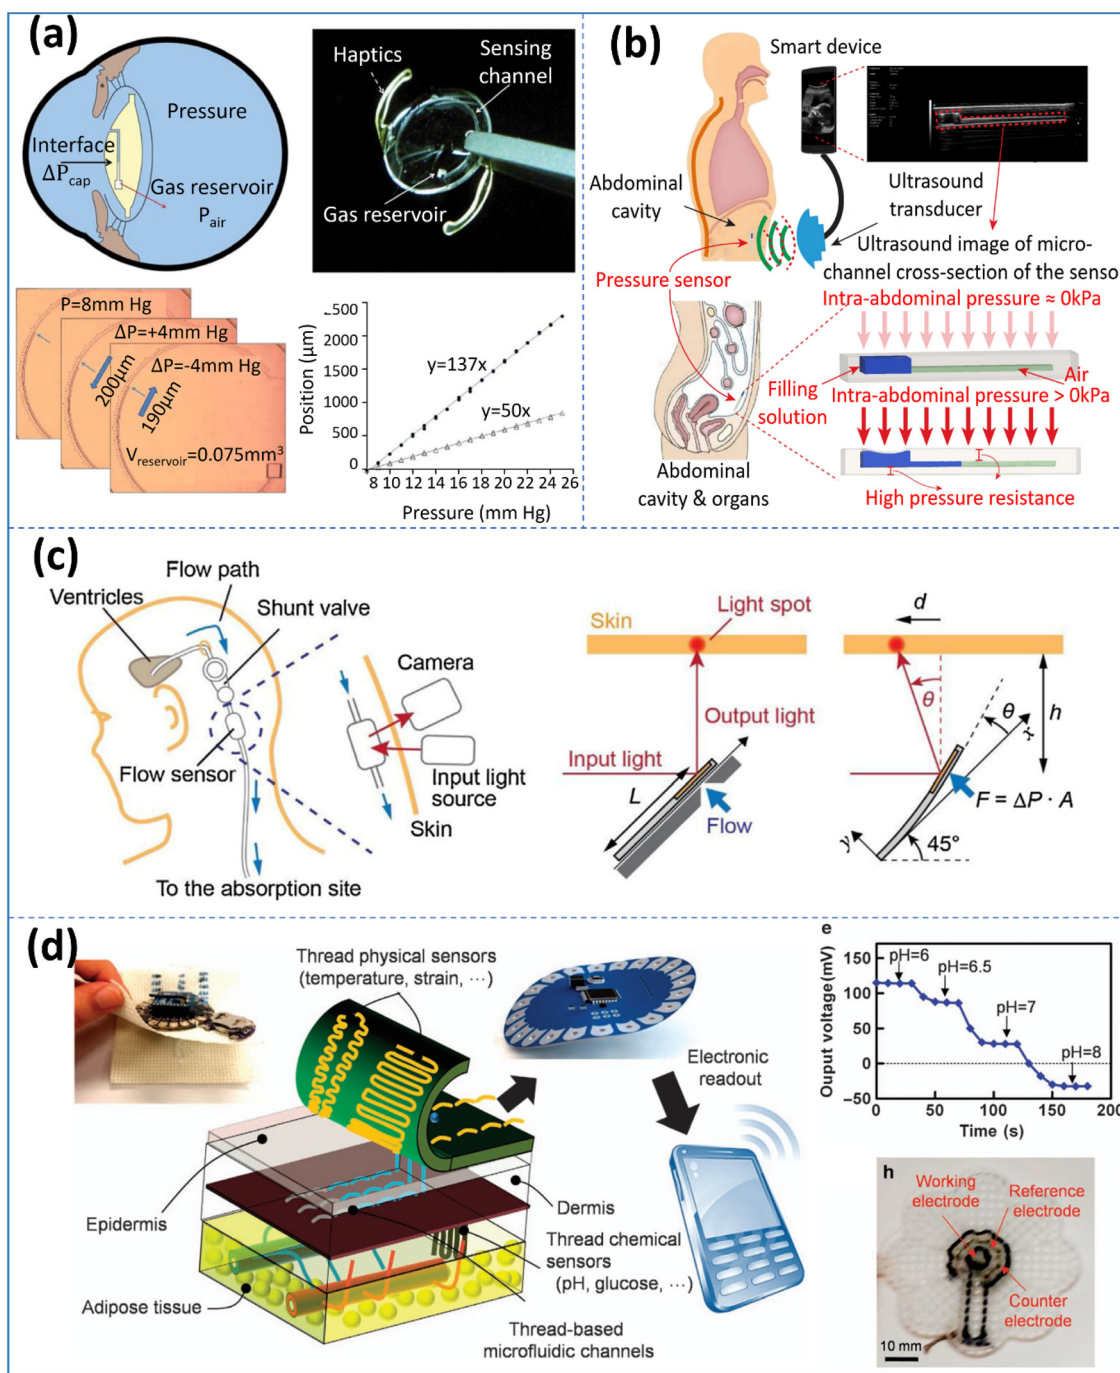 (a)
Pressure
Interface
ΔPcap
Gas reservoir
Pair
Haptics
Sensing
channel
Gas reservoir
P=8mm Hg
ΔP=+4mm Hg
ΔP=-4mm Hg
200μm
190μm
Vreservoir=0.075mm³
Position (μm)
2500
2000
1500
1000
500
0
y=137x
y=50x
8 10 12 14 16 18 20 22 24 26
Pressure (mm Hg)
(b)
Smart device
Abdominal
cavity
Ultrasound
transducer
Pressure sensor
Ultrasound image of micro-
channel cross-section of the senso
Intra-abdominal pressure ≈ 0kPa
Filling
solution
Air
Intra-abdominal pressure > 0kPa
High pressure resistance
Abdominal
cavity & organs
(c)
Flow path
Ventricles
Shunt valve
Camera
Flow sensor
Input light
source
Skin
To the absorption site
Skin
Light spot
Output light
Input light
L
Flow
d
θ
θ
x
h
F = ΔP · A
y
45°
(d)
Thread physical sensors
(temperature, strain, ···)
Electronic
readout
Epidermis
Dermis
Thread chemical
sensors
(pH, glucose, ···)
Adipose tissue
Thread-based
microfluidic channels
e
Ouput voltage(mV)
150
100
50
0
−50
pH=6
pH=6.5
pH=7
pH=8
0 50 100 150 200
Time (s)
h
Working
electrode
Reference
electrode
Counter
electrode
10 mm